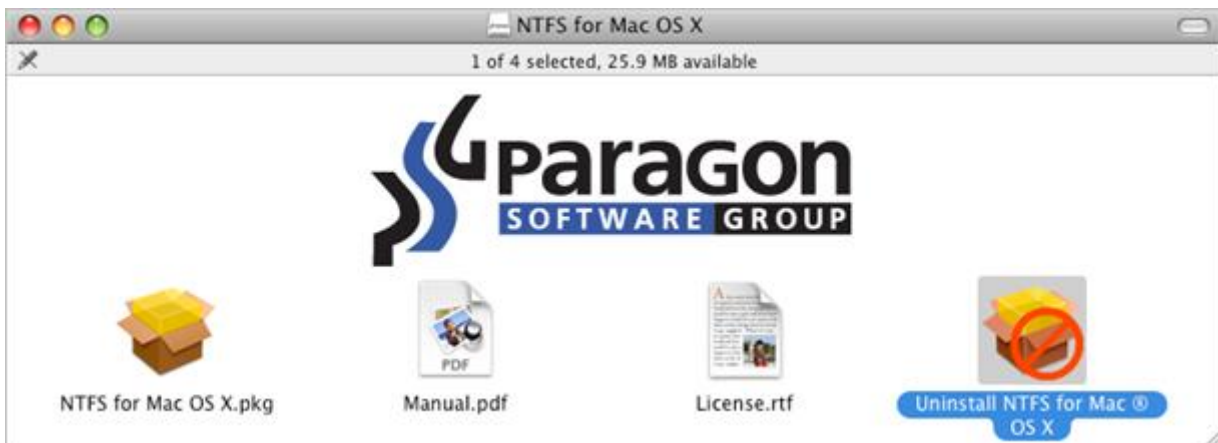 NTFS for Mac OS X
1 of 4 selected, 25.9 MB available
Paragon
SOFTWARE GROUP
PDF
NTFS for Mac OS X.pkg
Manual.pdf
License.rtf
Uninstall NTFS for Mac ®
OS X